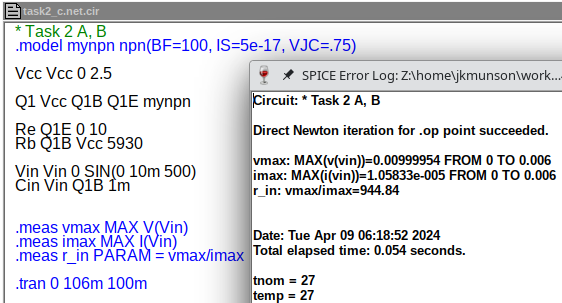 task2_c.net.cir
* Task 2 A, B
.model mynpn npn(BF=100, IS=5e-17, VJC=.75)
Vcc Vcc 0 2.5
Q1 Vcc Q1B Q1E mynpn
Re Q1E 0 10
Rb Q1B Vcc 5930
Vin Vin 0 SIN(0 10m 500)
Cin Vin Q1B 1m
.meas vmax MAX V(Vin)
.meas imax MAX I(Vin)
.meas r_in PARAM = vmax/imax
.tran 0 106m 100m
SPICE Error Log: Z:\home\jkmunson\work...
Circuit: * Task 2 A, B
Direct Newton iteration for .op point succeeded.
vmax: MAX(v(vin))=0.00999954 FROM 0 TO 0.006
imax: MAX(i(vin))=1.05833e-005 FROM 0 TO 0.006
r_in: vmax/imax=944.84
Date: Tue Apr 09 06:18:52 2024
Total elapsed time: 0.054 seconds.
tnom = 27
temp = 27